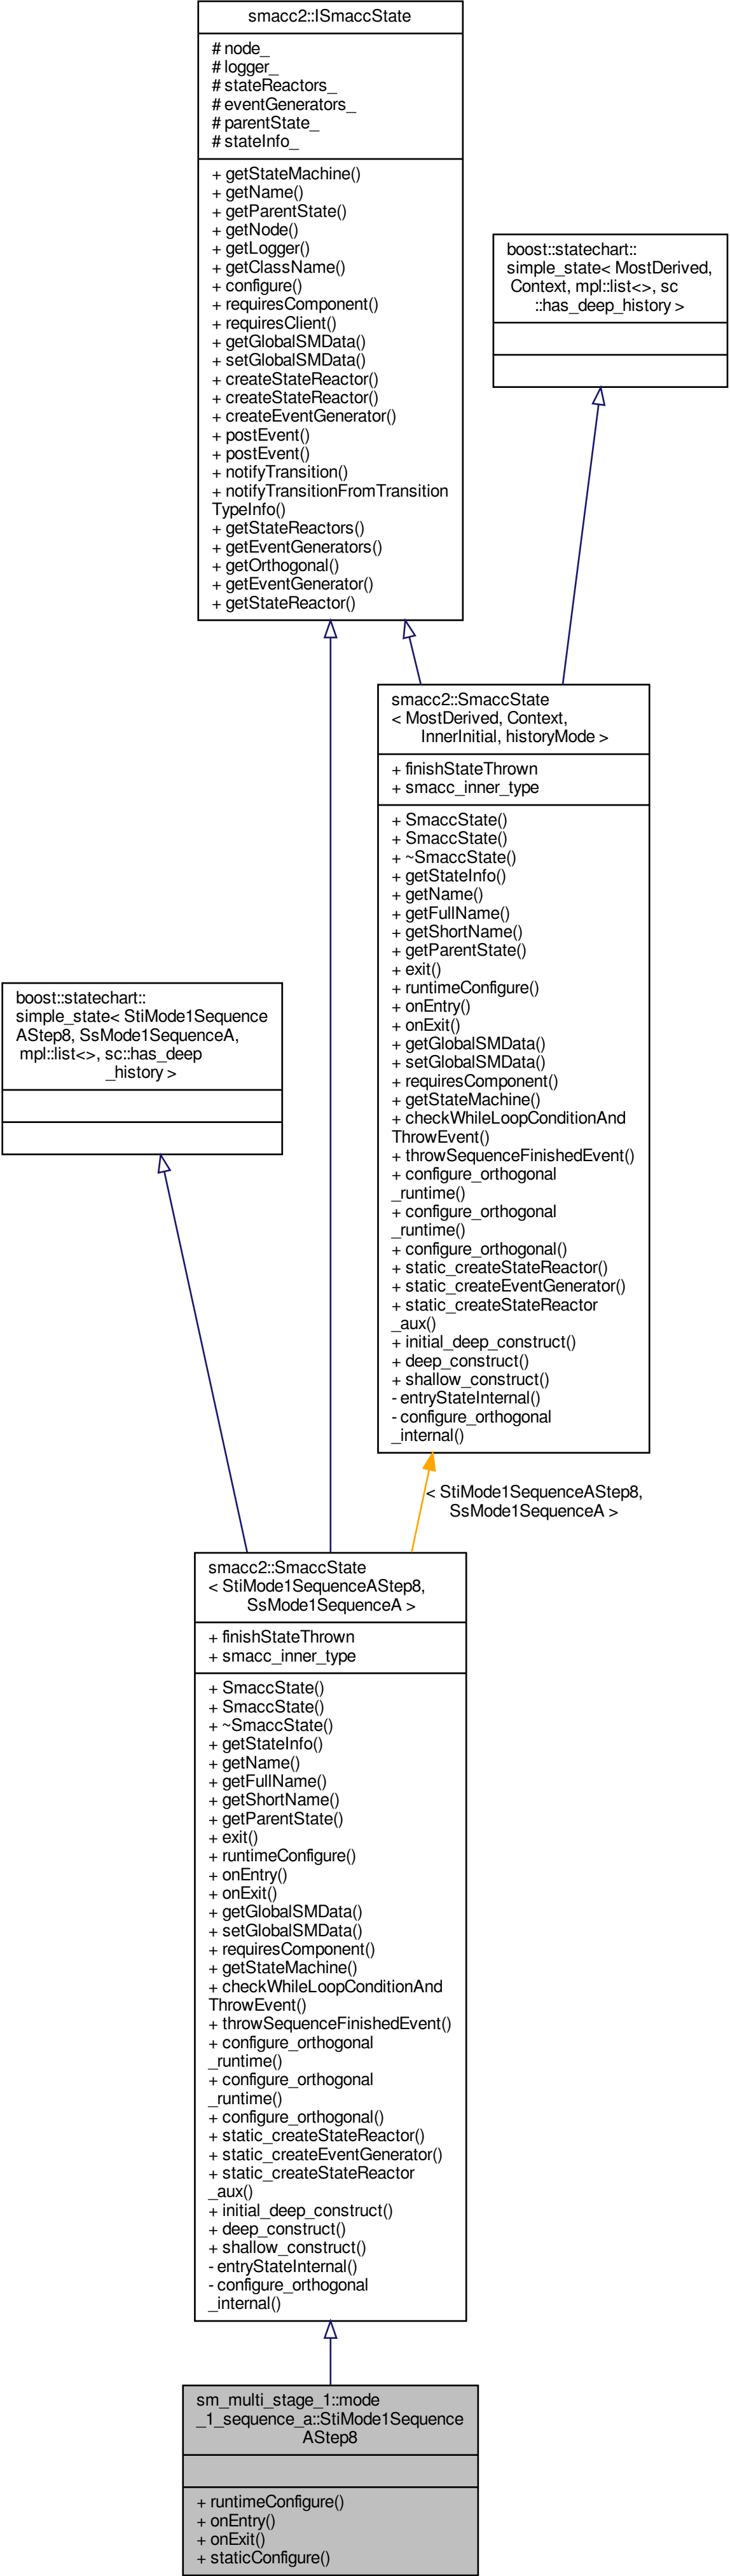 smacc2::ISmaccState
# node_
# logger_
# stateReactors_
# eventGenerators_
# parentState_
# stateInfo_
+ getStateMachine()
+ getName()
+ getParentState()
+ getNode()
+ getLogger()
+ getClassName()
+ configure()
+ requiresComponent()
+ requiresClient()
+ getGlobalSMData()
+ setGlobalSMData()
+ createStateReactor()
+ createStateReactor()
+ createEventGenerator()
+ postEvent()
+ postEvent()
+ notifyTransition()
+ notifyTransitionFromTransition
TypeInfo()
+ getStateReactors()
+ getEventGenerators()
+ getOrthogonal()
+ getEventGenerator()
+ getStateReactor()
boost::statechart::
simple_state< MostDerived,
Context, mpl::list<>, sc
::has_deep_history >
smacc2::SmaccState
< MostDerived, Context,
InnerInitial, historyMode >
+ finishStateThrown
+ smacc_inner_type
+ SmaccState()
+ SmaccState()
+ ~SmaccState()
+ getStateInfo()
+ getName()
+ getFullName()
+ getShortName()
+ getParentState()
+ exit()
+ runtimeConfigure()
+ onEntry()
+ onExit()
+ getGlobalSMData()
+ setGlobalSMData()
+ requiresComponent()
+ getStateMachine()
+ checkWhileLoopConditionAnd
ThrowEvent()
+ throwSequenceFinishedEvent()
+ configure_orthogonal
_runtime()
+ configure_orthogonal
_runtime()
+ configure_orthogonal()
+ static_createStateReactor()
+ static_createEventGenerator()
+ static_createStateReactor
_aux()
+ initial_deep_construct()
+ deep_construct()
+ shallow_construct()
- entryStateInternal()
- configure_orthogonal
_internal()
boost::statechart::
simple_state< StiMode1Sequence
AStep8, SsMode1SequenceA,
mpl::list<>, sc::has_deep
_history >
< StiMode1SequenceAStep8,
SsMode1SequenceA >
smacc2::SmaccState
< StiMode1SequenceAStep8,
SsMode1SequenceA >
+ finishStateThrown
+ smacc_inner_type
+ SmaccState()
+ SmaccState()
+ ~SmaccState()
+ getStateInfo()
+ getName()
+ getFullName()
+ getShortName()
+ getParentState()
+ exit()
+ runtimeConfigure()
+ onEntry()
+ onExit()
+ getGlobalSMData()
+ setGlobalSMData()
+ requiresComponent()
+ getStateMachine()
+ checkWhileLoopConditionAnd
ThrowEvent()
+ throwSequenceFinishedEvent()
+ configure_orthogonal
_runtime()
+ configure_orthogonal
_runtime()
+ configure_orthogonal()
+ static_createStateReactor()
+ static_createEventGenerator()
+ static_createStateReactor
_aux()
+ initial_deep_construct()
+ deep_construct()
+ shallow_construct()
- entryStateInternal()
- configure_orthogonal
_internal()
sm_multi_stage_1::mode
_1_sequence_a::StiMode1Sequence
AStep8
+ runtimeConfigure()
+ onEntry()
+ onExit()
+ staticConfigure()